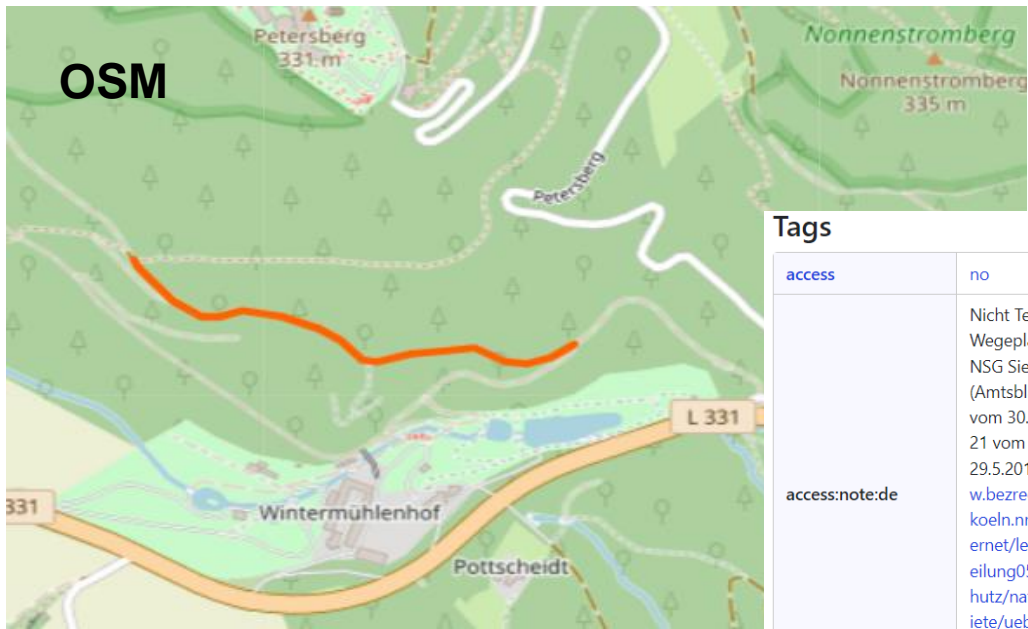 OSM
Petersberg
331 m
Nonnenstromberg
Nonnenstromberg
335 m
Petersberg
L 331
331
Wintermühlenhof
Pottscheidt
Tags
access
no
access:note:de
Nicht Te
Wegepla
NSG Sie
(Amtsbl
vom 30.
21 vom
29.5.201
w.bezre
koeln.nr
ernet/le
eilung05
hutz/nat
iete/ueb